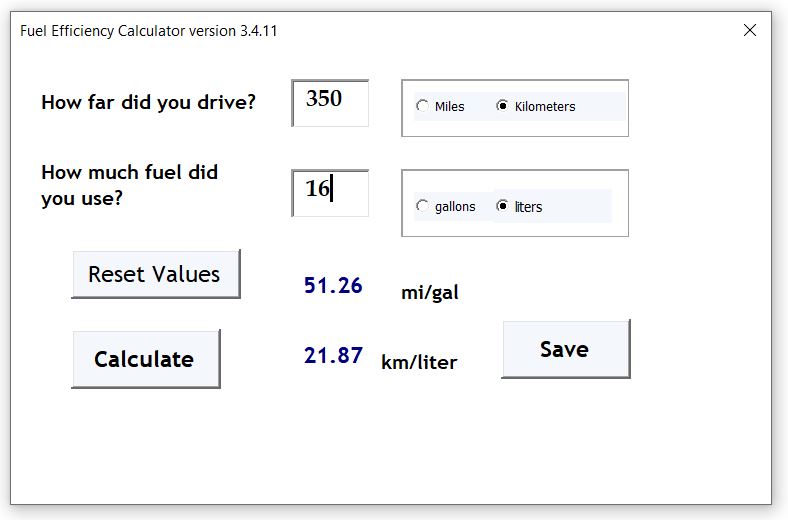 Fuel Efficiency Calculator version 3.4.11
How far did you drive?
350
Miles
Kilometers
How much fuel did
you use?
16
gallons
liters
Reset Values
51.26
mi/gal
Calculate
21.87
km/liter
Save